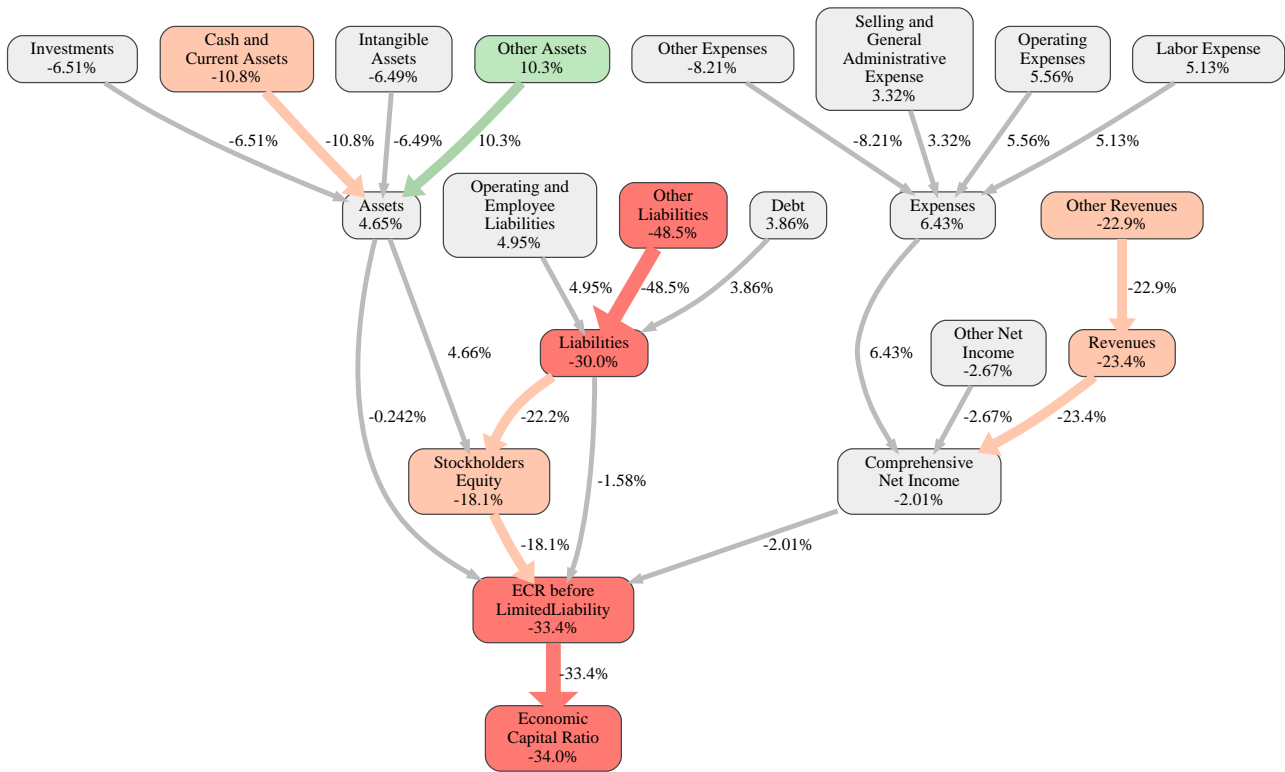 Investments
-6.51%
Cash and
Current Assets
-10.8%
Intangible
Assets
-6.49%
Other Assets
10.3%
Other Expenses
-8.21%
Selling and
General
Administrative
Expense
3.32%
Operating
Expenses
5.56%
Labor Expense
5.13%
-6.51%
-10.8%
-6.49%
10.3%
-8.21%
3.32%
5.56%
5.13%
Assets
4.65%
Operating and
Employee
Liabilities
4.95%
Other
Liabilities
-48.5%
Debt
3.86%
Expenses
6.43%
Other Revenues
-22.9%
4.95%
-48.5%
3.86%
-22.9%
4.66%
Liabilities
-30.0%
6.43%
Other Net
Income
-2.67%
Revenues
-23.4%
-0.242%
-22.2%
-2.67%
-23.4%
Stockholders
Equity
-18.1%
-1.58%
Comprehensive
Net Income
-2.01%
-18.1%
-2.01%
ECR before
LimitedLiability
-33.4%
-33.4%
Economic
Capital Ratio
-34.0%